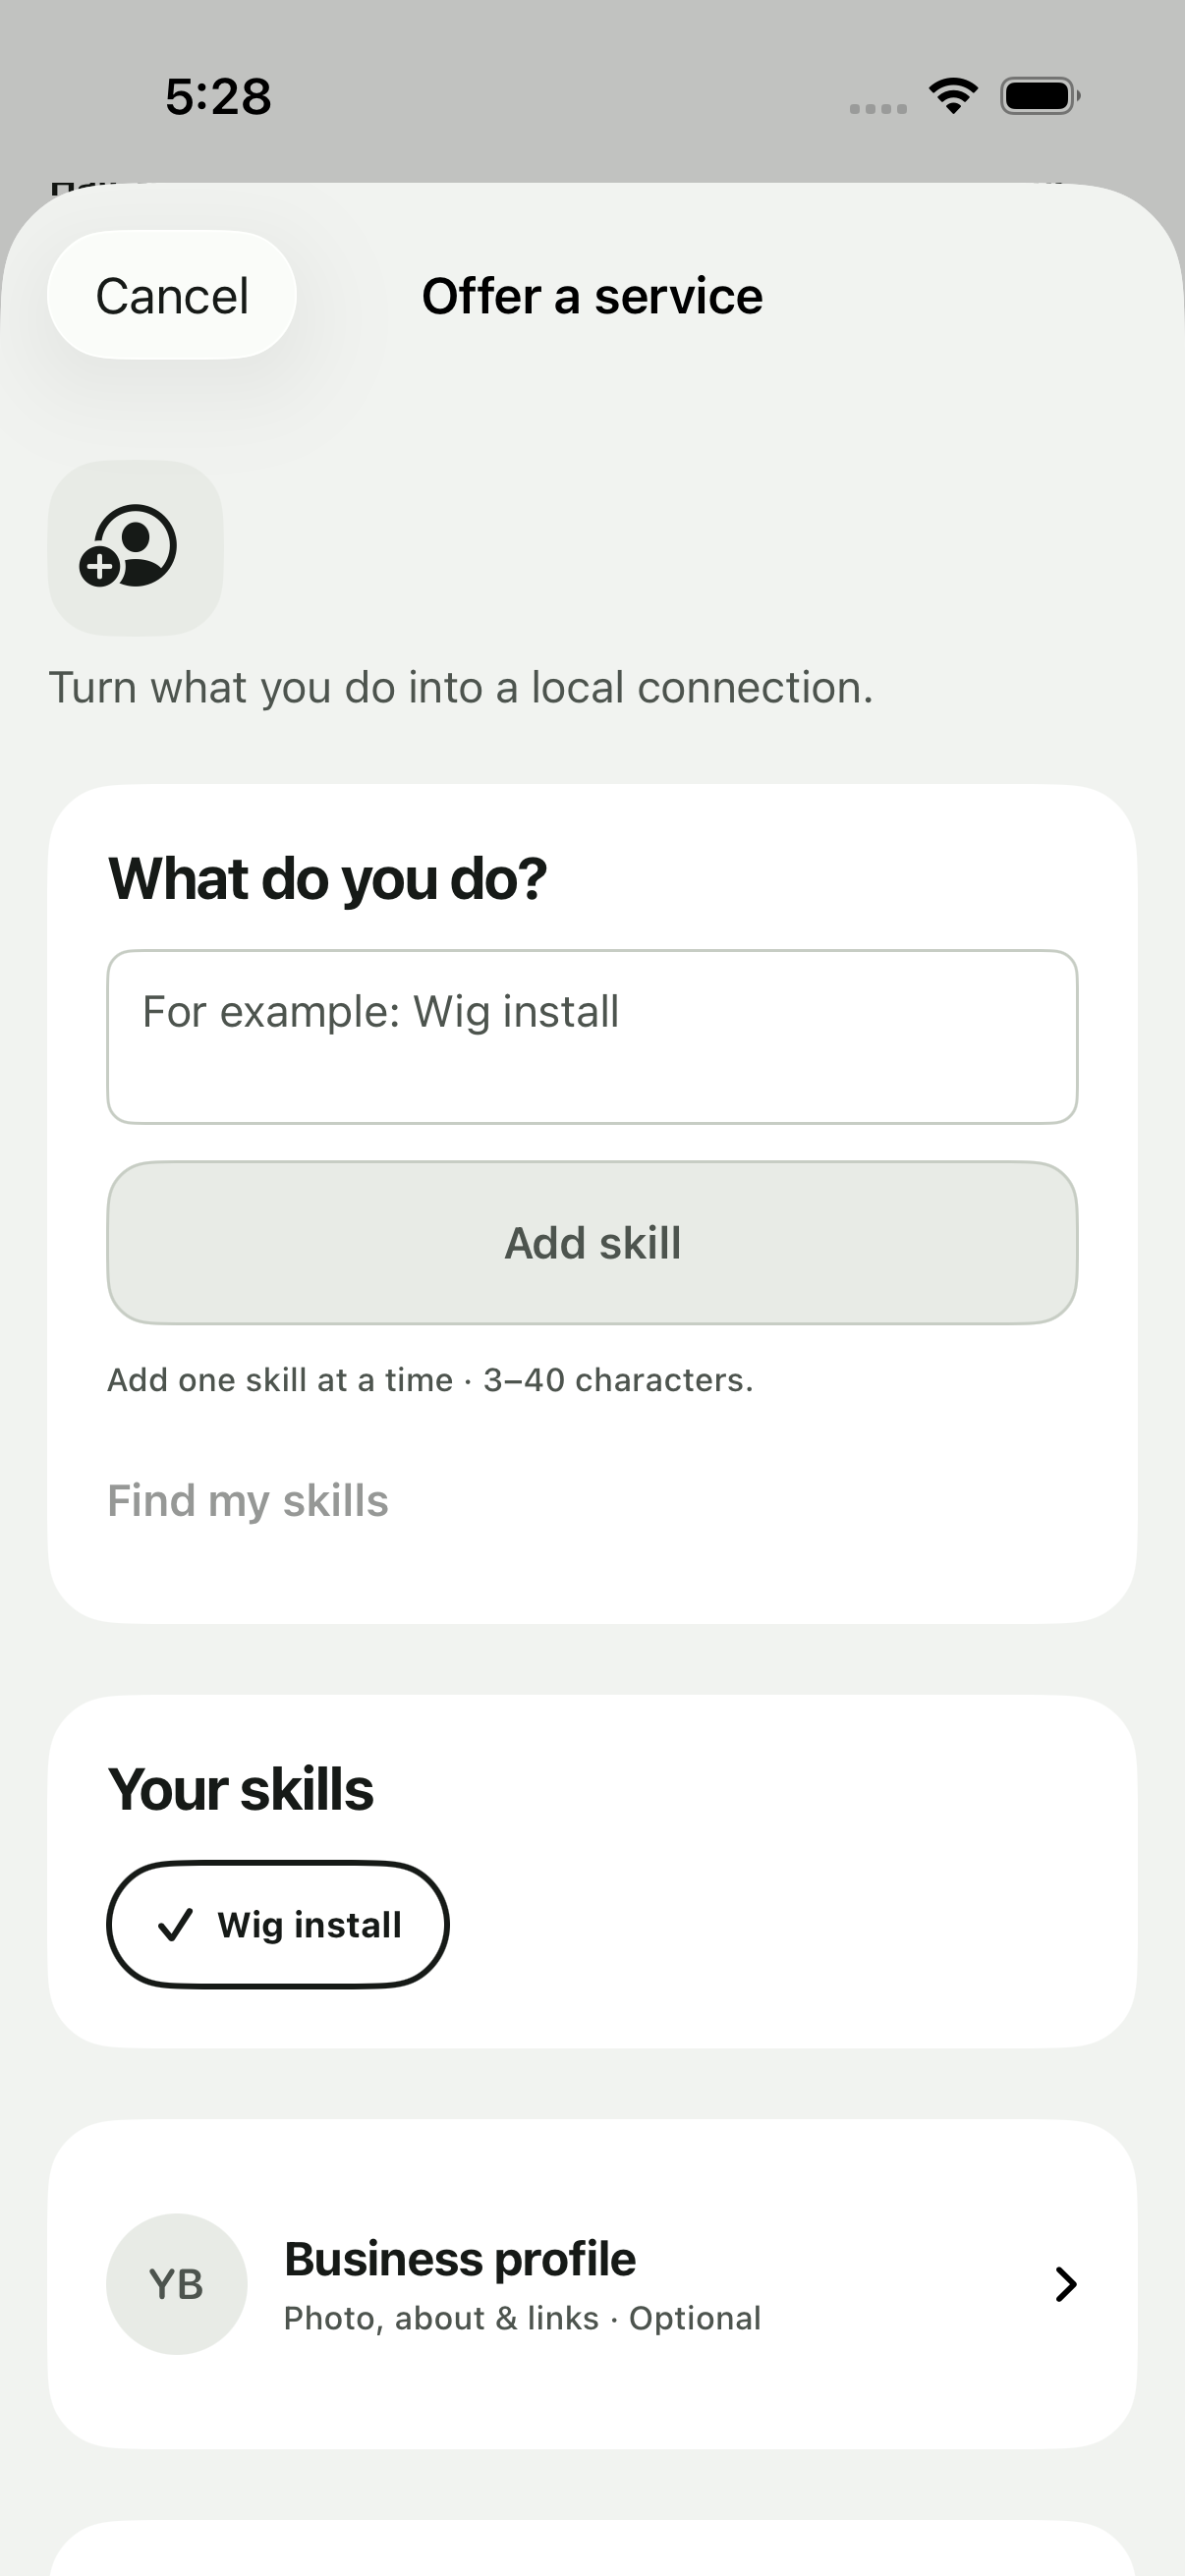 5:28
Cancel
Offer a service
Turn what you do into a local connection.
What do you do?
For example: Wig install
Add skill
Add one skill at a time · 3–40 characters.
Find my skills
Your skills
Wig install
YB
Business profile
Photo, about & links · Optional